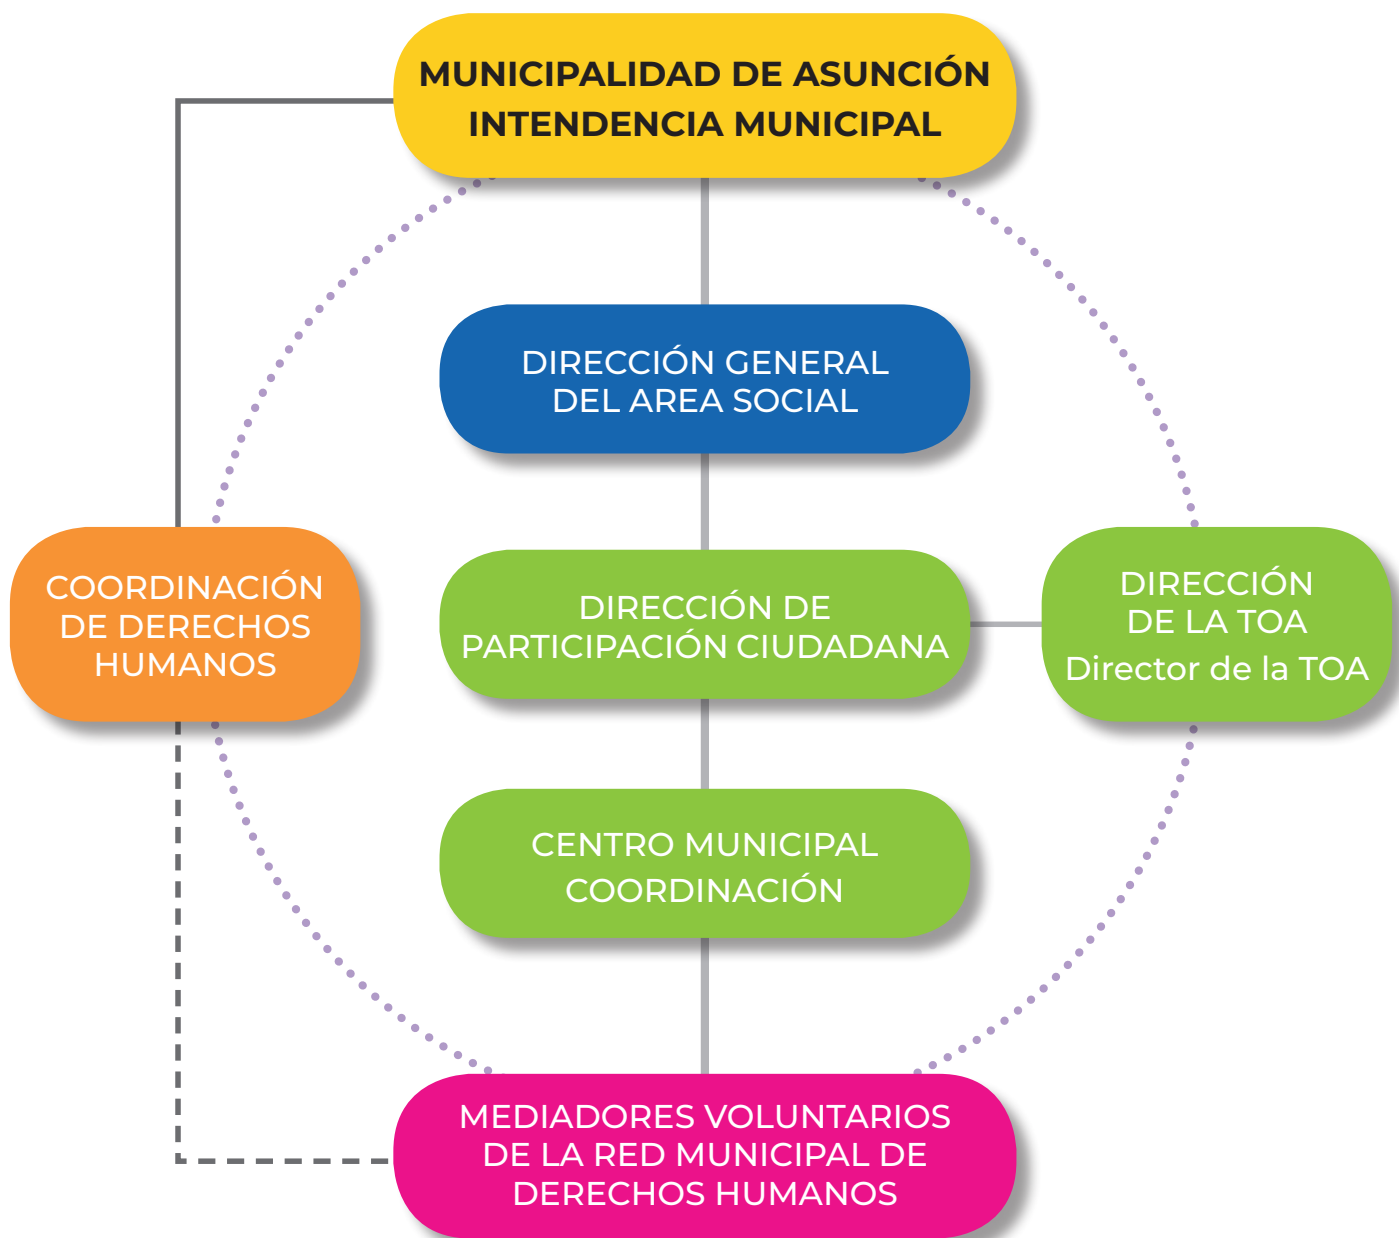 MUNICIPALIDAD DE ASUNCIÓN
INTENDENCIA MUNICIPAL
DIRECCIÓN GENERAL
DEL AREA SOCIAL
COORDINACIÓN
DE DERECHOS
HUMANOS
DIRECCIÓN DE
PARTICIPACIÓN CIUDADANA
DIRECCIÓN
DE LA TOA
Director de la TOA
CENTRO MUNICIPAL
COORDINACIÓN
MEDIADORES VOLUNTARIOS
DE LA RED MUNICIPAL DE
DERECHOS HUMANOS